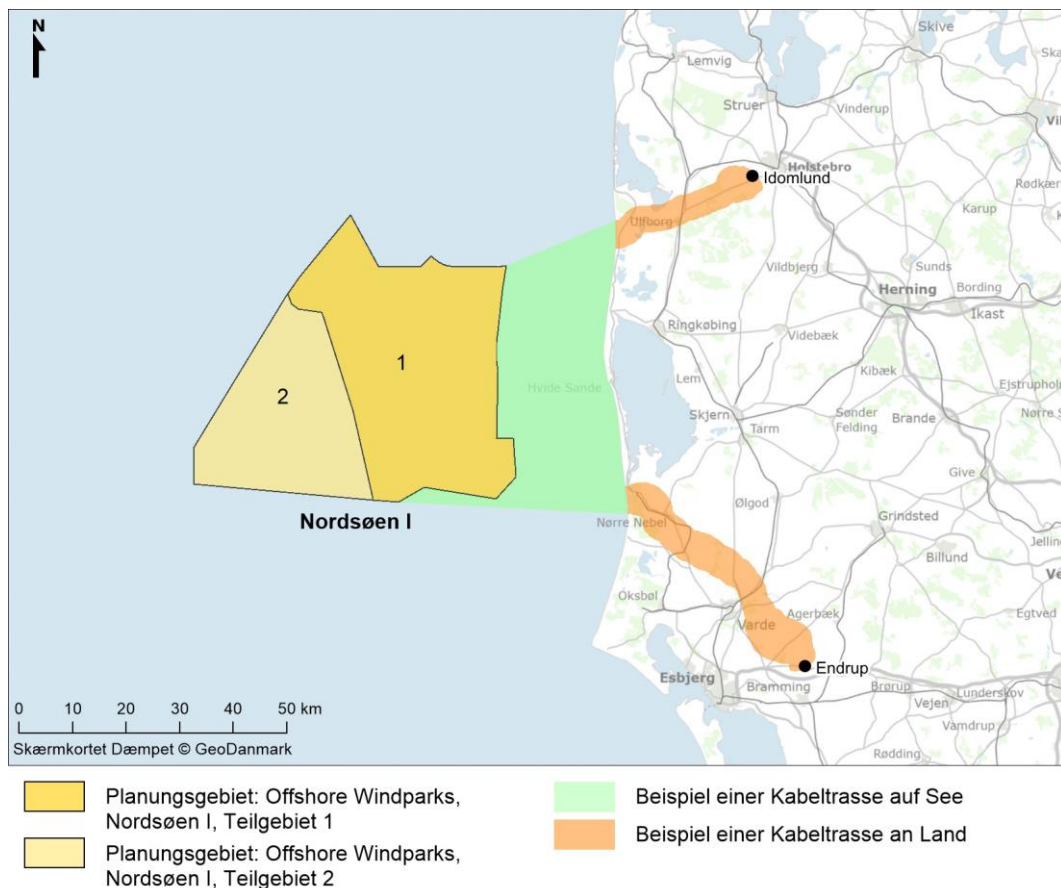 N
Skive
Lemvig
Struer
Vinderup
Holstebro
Idomlund
Ulfborg
Karup
Vildbjerg
Sunds
Herning
Bording
Ikast
Ringkøbing
Videbæk
1
2
Hvide Sande
Lem
Kibæk
Skjern
Sønder
Felding
Brande
Tarm
Give
Ølgod
Nordsøen I
Nørre Nebel
Grindsted
Billund
Oksbøl
Agerbæk
Varde
Egtved
Endrup
Esbjerg
Bramming
Brørup
Lunderskov
Vejen
Vamdrup
Rødding
0 10 20 30 40 50 km
Skærmkortet Dæmpet © GeoDanmark
Planungsgebiet: Offshore Windparks,
Nordsøen I, Teilgebiet 1
Planungsgebiet: Offshore Windparks,
Nordsøen I, Teilgebiet 2
Beispiel einer Kabeltrasse auf See
Beispiel einer Kabeltrasse an Land